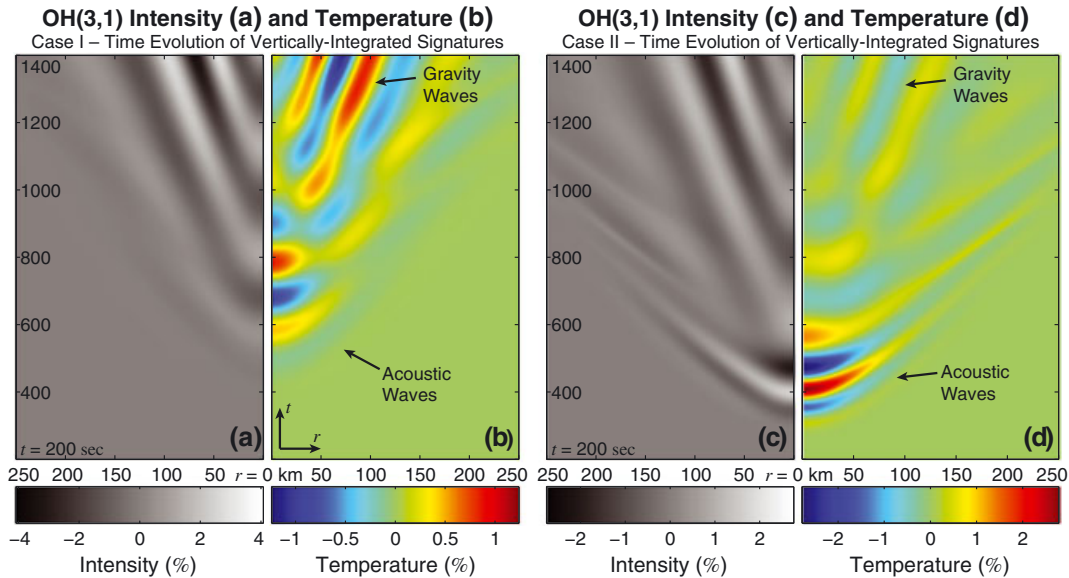 OH(3,1) Intensity (a) and Temperature (b)
Case I – Time Evolution of Vertically-Integrated Signatures
1400
1200
1000
800
600
400
t = 200 sec
(a)
Gravity
Waves
Acoustic
Waves
t
r
(b)
250 200 150 100 50 r = 0 km 50 100 150 200 250
−4 −2 0 2 4
Intensity (%)
−1 −0.5 0 0.5 1
Temperature (%)
OH(3,1) Intensity (c) and Temperature (d)
Case II – Time Evolution of Vertically-Integrated Signatures
1400
1200
1000
800
600
400
t = 200 sec
(c)
Gravity
Waves
Acoustic
Waves
(d)
250 200 150 100 50 r = 0 km 50 100 150 200 250
−2 −1 0 1 2
Intensity (%)
−2 −1 0 1 2
Temperature (%)